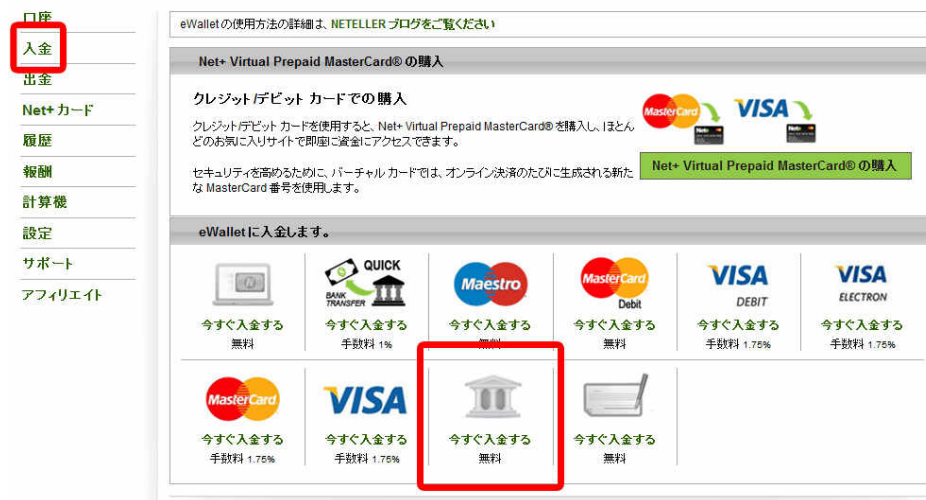 口座
入金
出金
Net+ カード
履歴
報酬
計算機
設定
サポート
アフィリエイト
eWalletの使用方法の詳細は、NETELLER ブログをご覧ください
Net+ Virtual Prepaid MasterCard® の購入
クレジット/デビット カードでの購入
クレジット/デビット カードを使用すると、Net+ Virtual Prepaid MasterCard® を購入し、ほとん
どのお気に入りサイトで即座に資金にアクセスできます。
セキュリティを高めるために、バーチャル カードでは、オンライン決済のたびに生成される新た
な MasterCard 番号を使用します。
MasterCard VISA
Net+ Net+
Net+ Virtual Prepaid MasterCard® の購入
eWalletに入金します。
N QUICK BANK TRANSFER Maestro MasterCard Debit VISA DEBIT VISA ELECTRON
今すぐ入金する 今すぐ入金する 今すぐ入金する 今すぐ入金する 今すぐ入金する 今すぐ入金する
無料 手数料 1% 無料 無料 手数料 1.75% 手数料 1.75%
MasterCard VISA
今すぐ入金する 今すぐ入金する 今すぐ入金する 今すぐ入金する
手数料 1.75% 手数料 1.75% 無料 無料